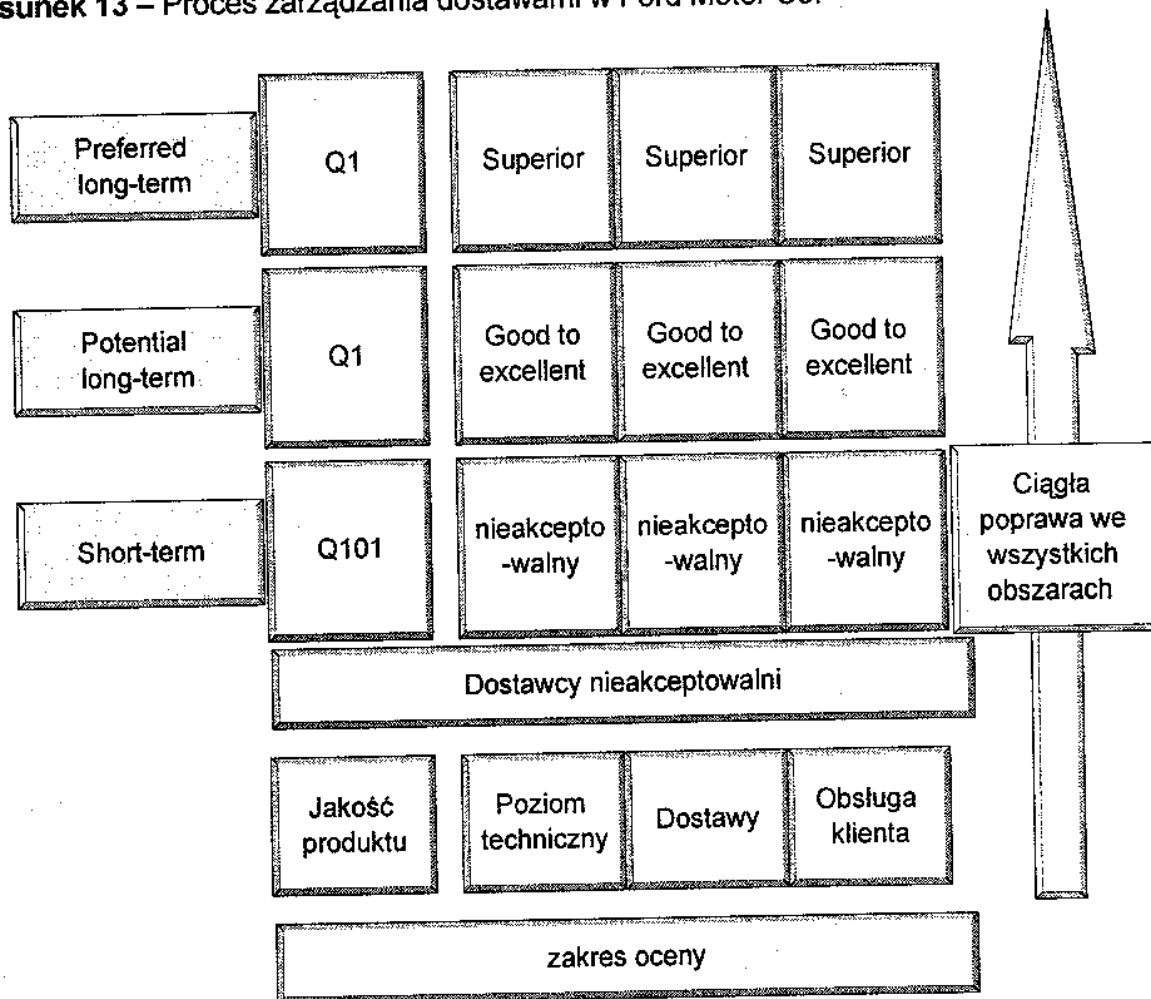 sunek 13 – Proces zarządzania dostawami w Ford Motor Co.
Preferred
long-term
Q1
Superior
Superior
Superior
Potential
long-term
Q1
Good to
excellent
Good to
excellent
Good to
excellent
Short-term
Q101
nieakcepto
-walny
nieakcepto
-walny
nieakcepto
-walny
Ciągła
poprawa we
wszystkich
obszarach
Dostawcy nieakceptowalni
Jakość
produktu
Poziom
techniczny
Dostawy
Obsługa
klienta
zakres oceny